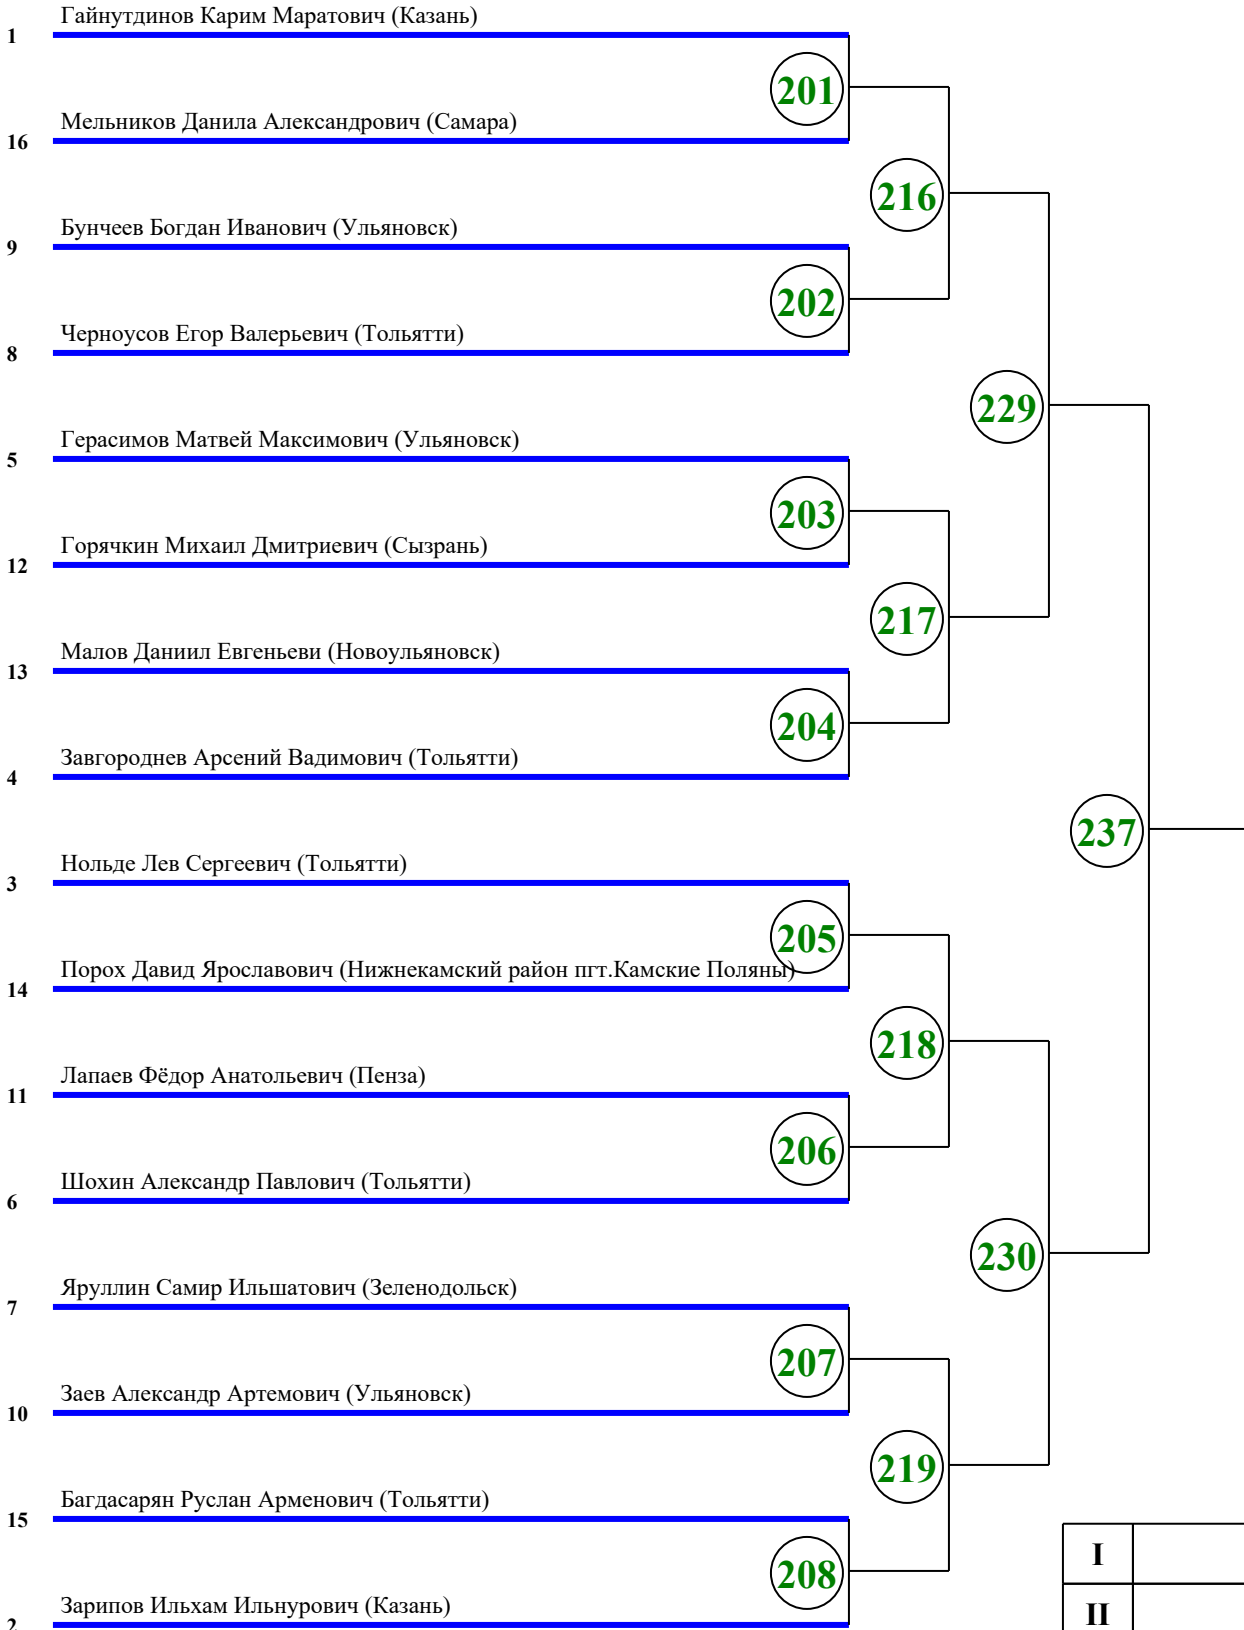 Гайнутдинов Карим Маратович (Казань)
1
201
Мельников Данила Александрович (Самара)
16
216
Бунчеев Богдан Иванович (Ульяновск)
9
202
Черноусов Егор Валерьевич (Тольятти)
8
229
Герасимов Матвей Максимович (Ульяновск)
5
203
Горячкин Михаил Дмитриевич (Сызрань)
12
217
Малов Даниил Евгеньеви (Новоульяновск)
13
204
Завгороднев Арсений Вадимович (Тольятти)
4
237
Нольде Лев Сергеевич (Тольятти)
3
205
Порох Давид Ярославович (Нижнекамский район пгт.Камские Поляны)
14
218
Лапаев Фёдор Анатольевич (Пенза)
11
206
Шохин Александр Павлович (Тольятти)
6
230
Яруллин Самир Ильшатович (Зеленодольск)
7
207
Заев Александр Артемович (Ульяновск)
10
219
Багдасарян Руслан Арменович (Тольятти)
15
I
208
Зарипов Ильхам Ильнурович (Казань)
2
II